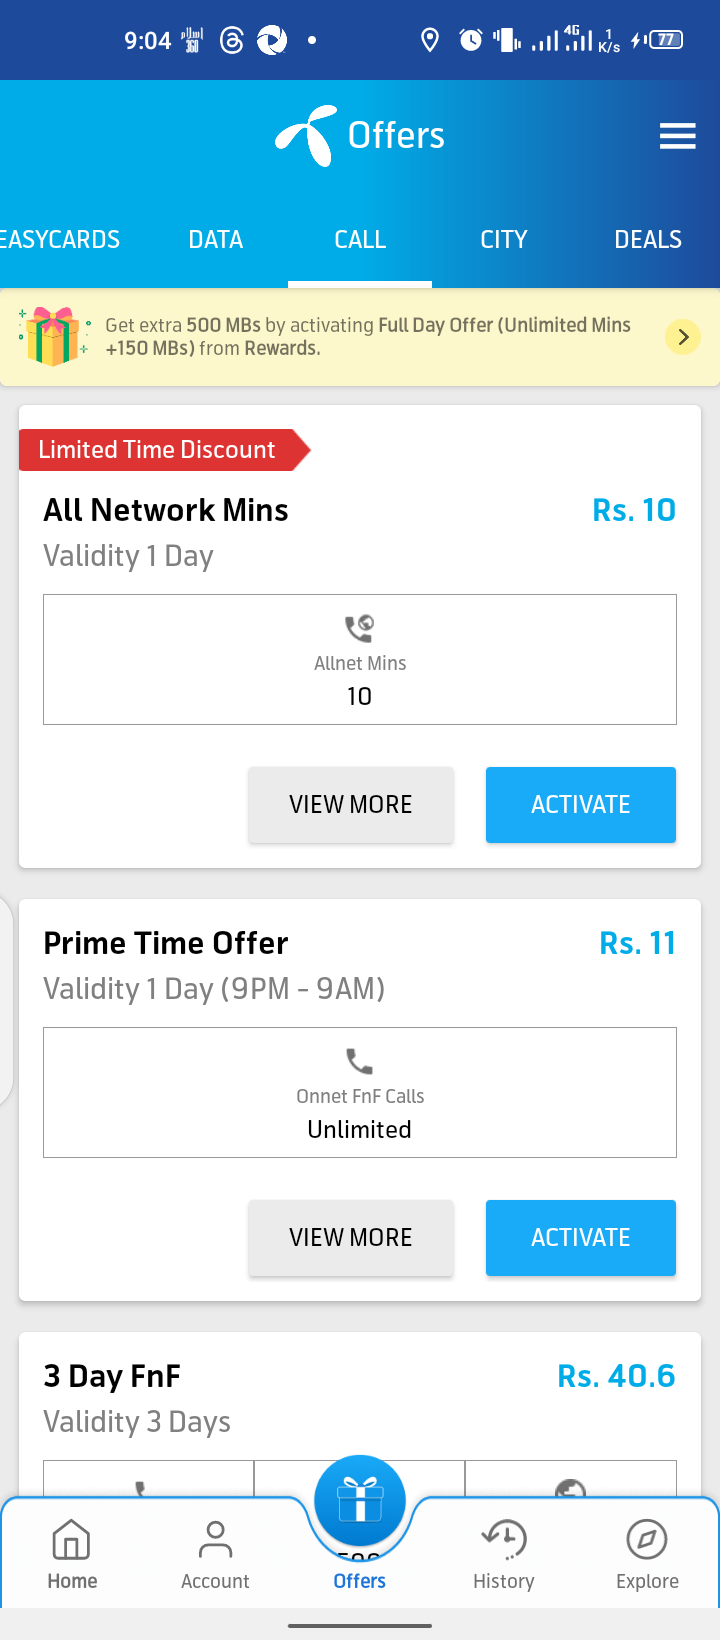 9:04
4G
1
K/s
77
Offers
EASYCARDS DATA CALL CITY DEALS
Get extra 500 MBs by activating Full Day Offer (Unlimited Mins
+150 MBs) from Rewards.
Limited Time Discount
All Network Mins Rs. 10
Validity 1 Day
Allnet Mins
10
VIEW MORE ACTIVATE
Prime Time Offer Rs. 11
Validity 1 Day (9PM - 9AM)
Onnet FnF Calls
Unlimited
VIEW MORE ACTIVATE
3 Day FnF Rs. 40.6
Validity 3 Days
Home Account Offers History Explore